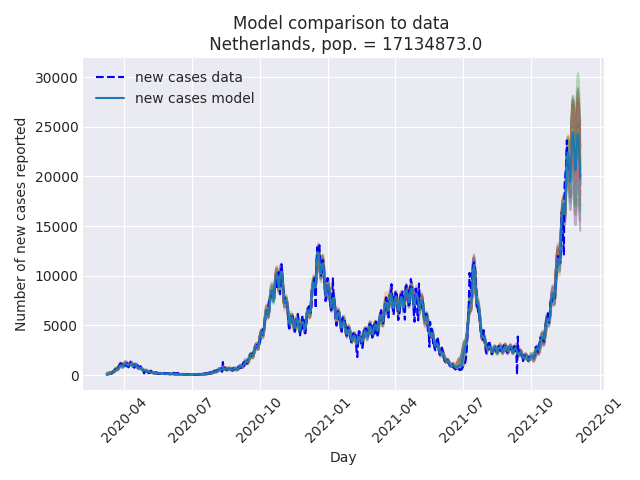 Model comparison to data
Netherlands, pop. = 17134873.0
new cases data
new cases model
Number of new cases reported
30000
25000
20000
15000
10000
5000
0
2020-04
2020-07
2020-10
2021-01
2021-04
2021-07
2021-10
2022-01
Day